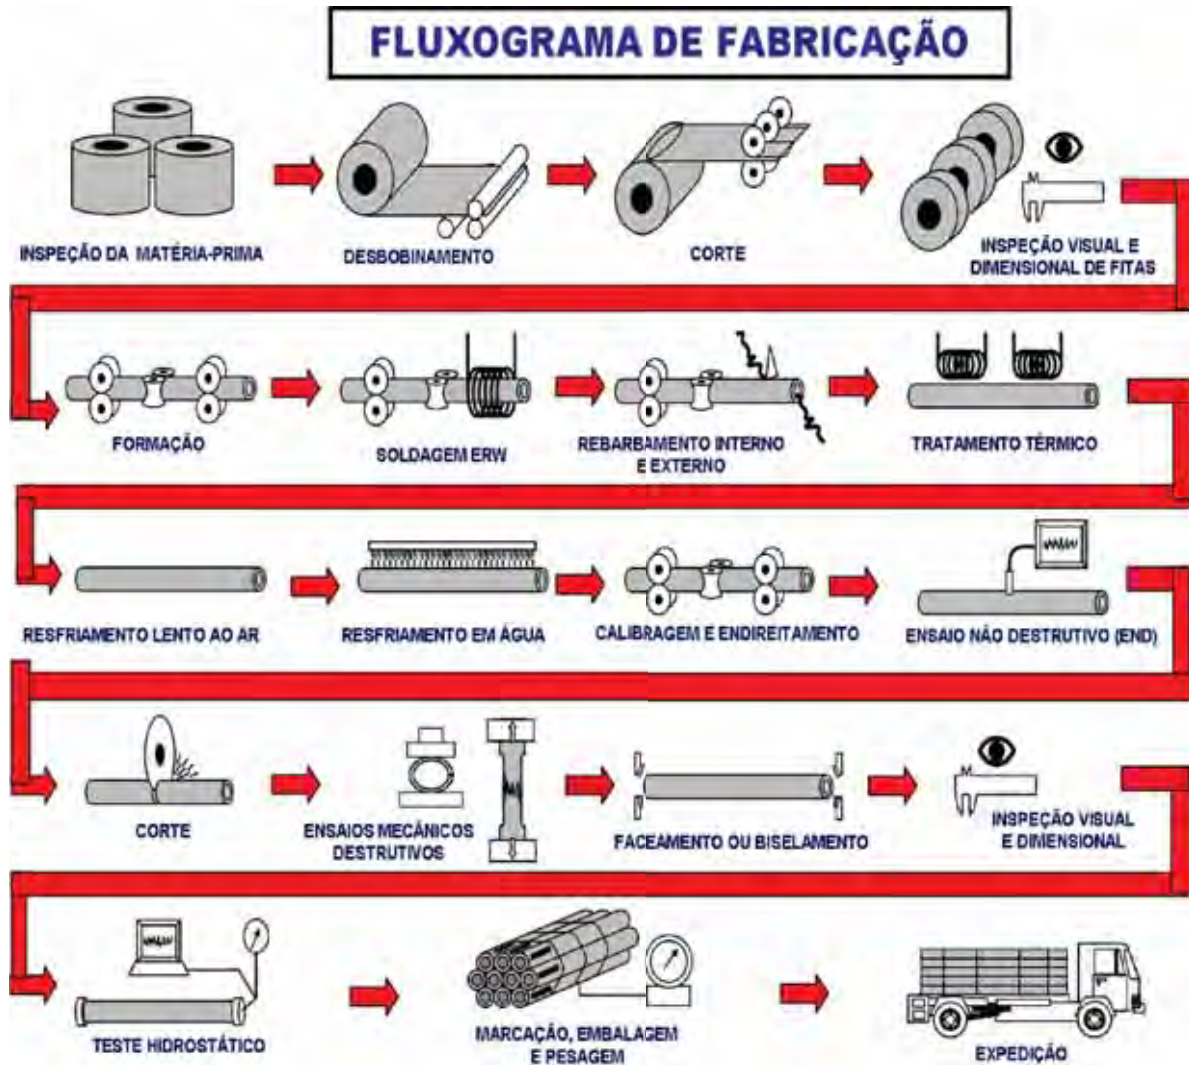 FLUXOGRAMA DE FABRICAÇÃO
INSPEÇÃO DA MATÉRIA-PRIMA
DESBOBINAMENTO
CORTE
INSPEÇÃO VISUAL E
DIMENSIONAL DE FITAS
FORMAÇÃO
SOLDAGEM ERW
REBARBAMENTO INTERNO
E EXTERNO
TRATAMENTO TÉRMICO
RESFRIAMENTO LENTO AO AR
RESFRIAMENTO EM ÁGUA
CALIBRAGEM E ENDIREITAMENTO
ENSAIO NÃO DESTRUTIVO (END)
CORTE
ENSAIOS MECÂNICOS
DESTRUTIVOS
FACEAMENTO OU BISELAMENTO
INSPEÇÃO VISUAL
E DIMENSIONAL
TESTE HIDROSTÁTICO
MARCAÇÃO, EMBALAGEM
E PESAGEM
EXPEDIÇÃO